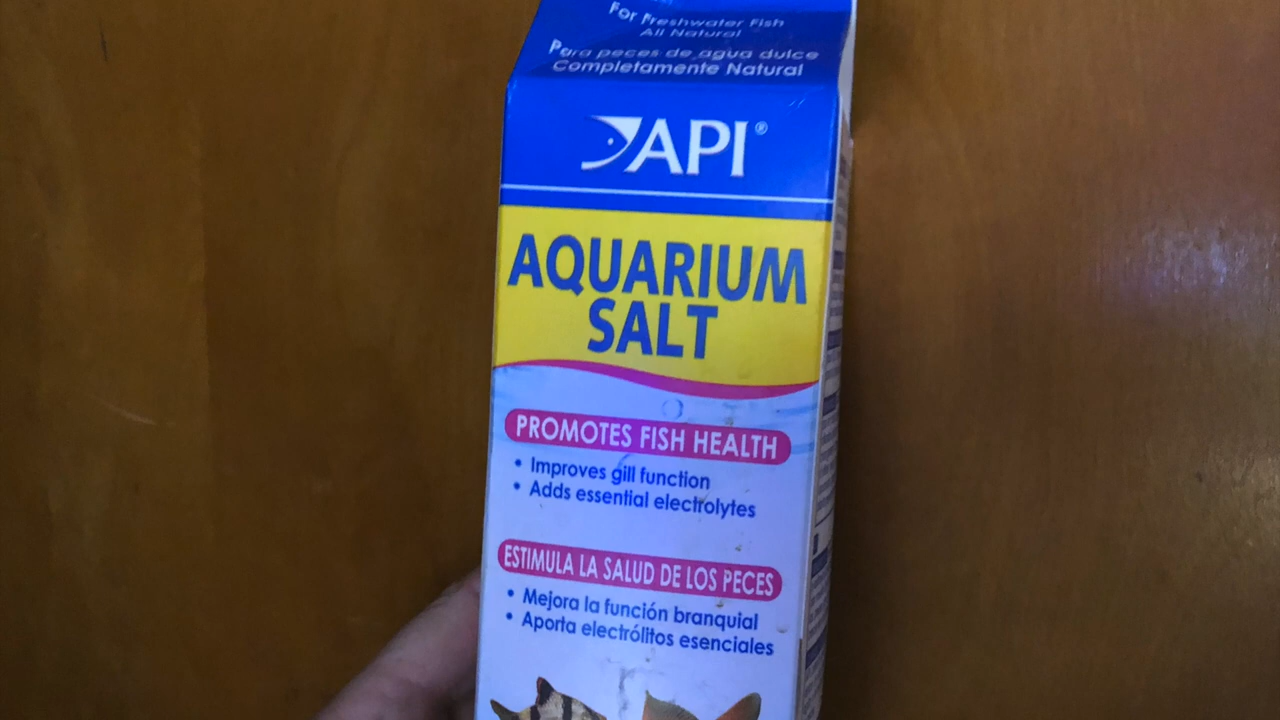 For Freshwater Fish
All Natural
Para peces de agua dulce
Completamente Natural
API®
AQUARIUM
SALT
PROMOTES FISH HEALTH
• Improves gill function
• Adds essential electrolytes
ESTIMULA LA SALUD DE LOS PECES
• Mejora la función branquial
• Aporta electrólitos esenciales